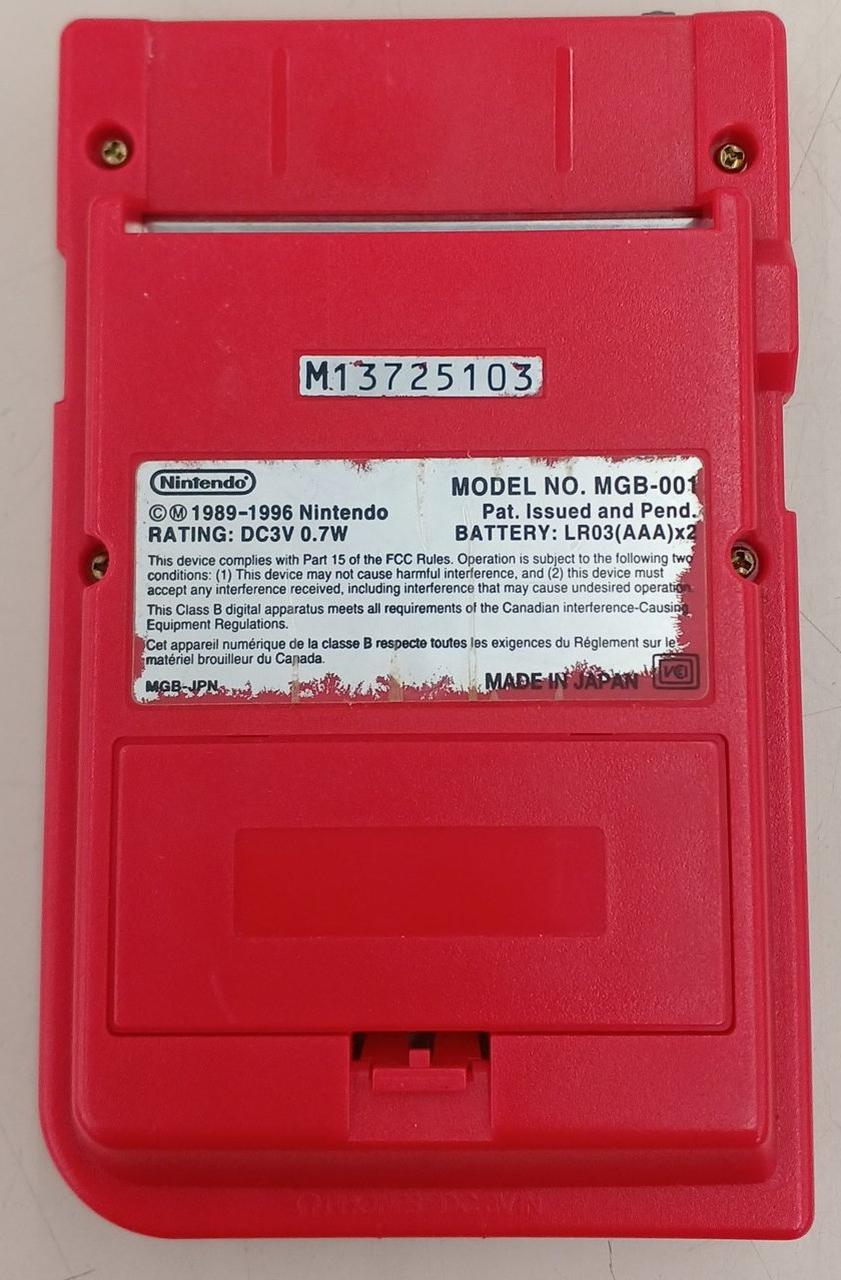 M13725103
Nintendo®
MODEL NO. MGB-001
©Ⓜ 1989-1996 Nintendo
Pat. Issued and Pend.
RATING: DC3V 0.7W
BATTERY: LR03(AAA)x2
This device complies with Part 15 of the FCC Rules. Operation is subject to the following two
conditions: (1) This device may not cause harmful interference, and (2) this device must
accept any interference received, including interference that may cause undesired operation.
This Class B digital apparatus meets all requirements of the Canadian interference-Causing
Equipment Regulations.
Cet appareil numérique de la classe B respecte toutes les exigences du Réglement sur le
matériel brouilleur du Canada.
MGB-JPN
MADE IN JAPAN
VCI